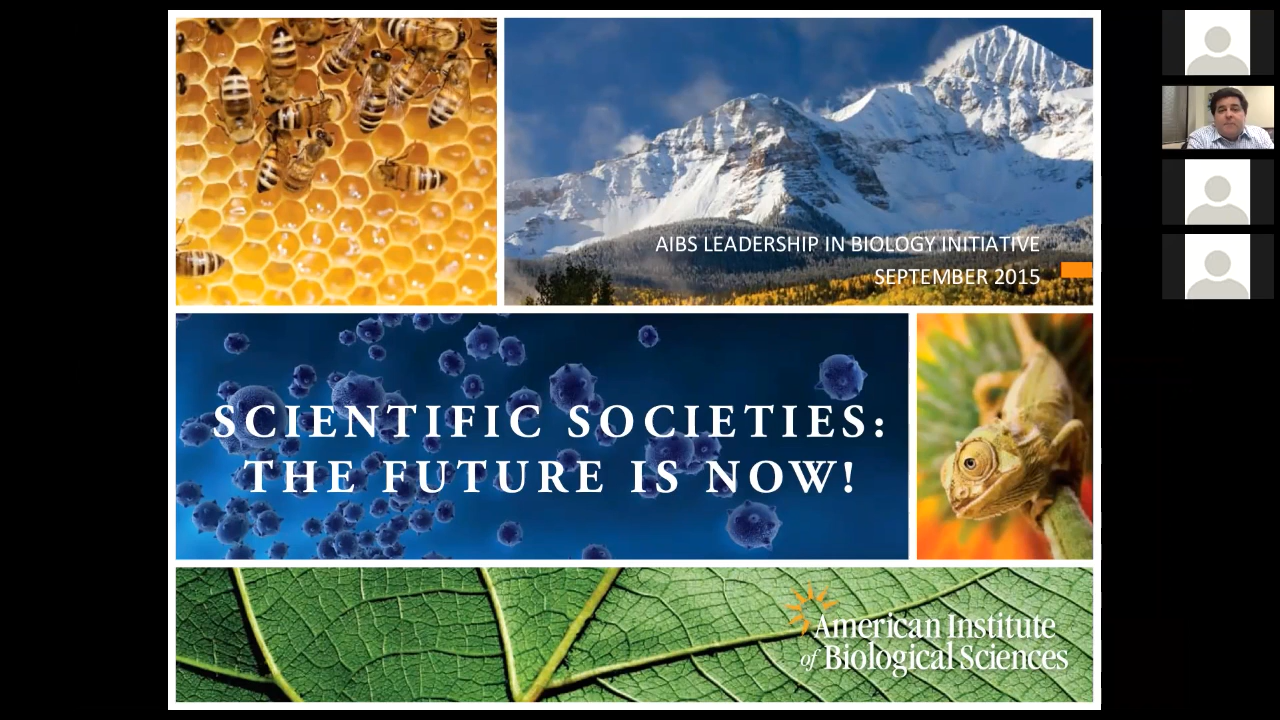 AIBS LEADERSHIP IN BIOLOGY INITIATIVE
SEPTEMBER 2015
SCIENTIFIC SOCIETIES:
THE FUTURE IS NOW!
American Institute
of Biological Sciences